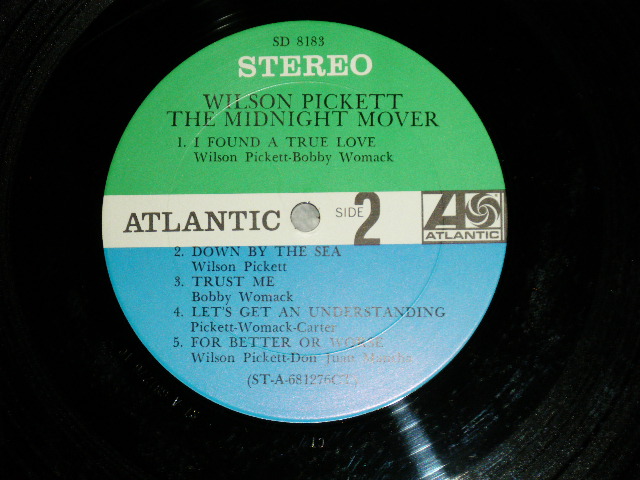 SD 8183
STEREO
WILSON PICKETT
THE MIDNIGHT MOVER
1. I FOUND A TRUE LOVE
Wilson Pickett-Bobby Womack
ATLANTIC
SIDE 2
ATLANTIC
2. DOWN BY THE SEA
Wilson Pickett
3. TRUST ME
Bobby Womack
4. LET'S GET AN UNDERSTANDING
Pickett-Womack-Carter
5. FOR BETTER OR WORSE
Wilson Pickett-Don Juan